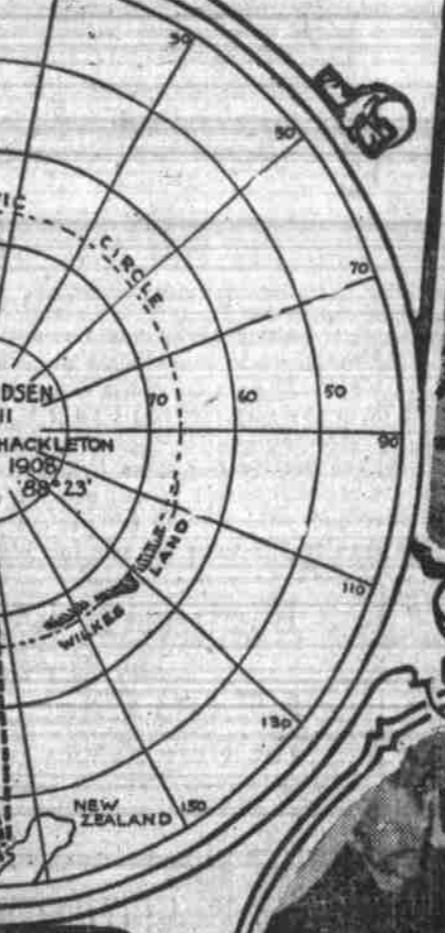 30
50
TIC
CIRCLE
70
DSEN
11
70
60
50
HACKLETON
90
1908
88°23'
LAND
WILKES
110
130
NEW
ZEALAND
150